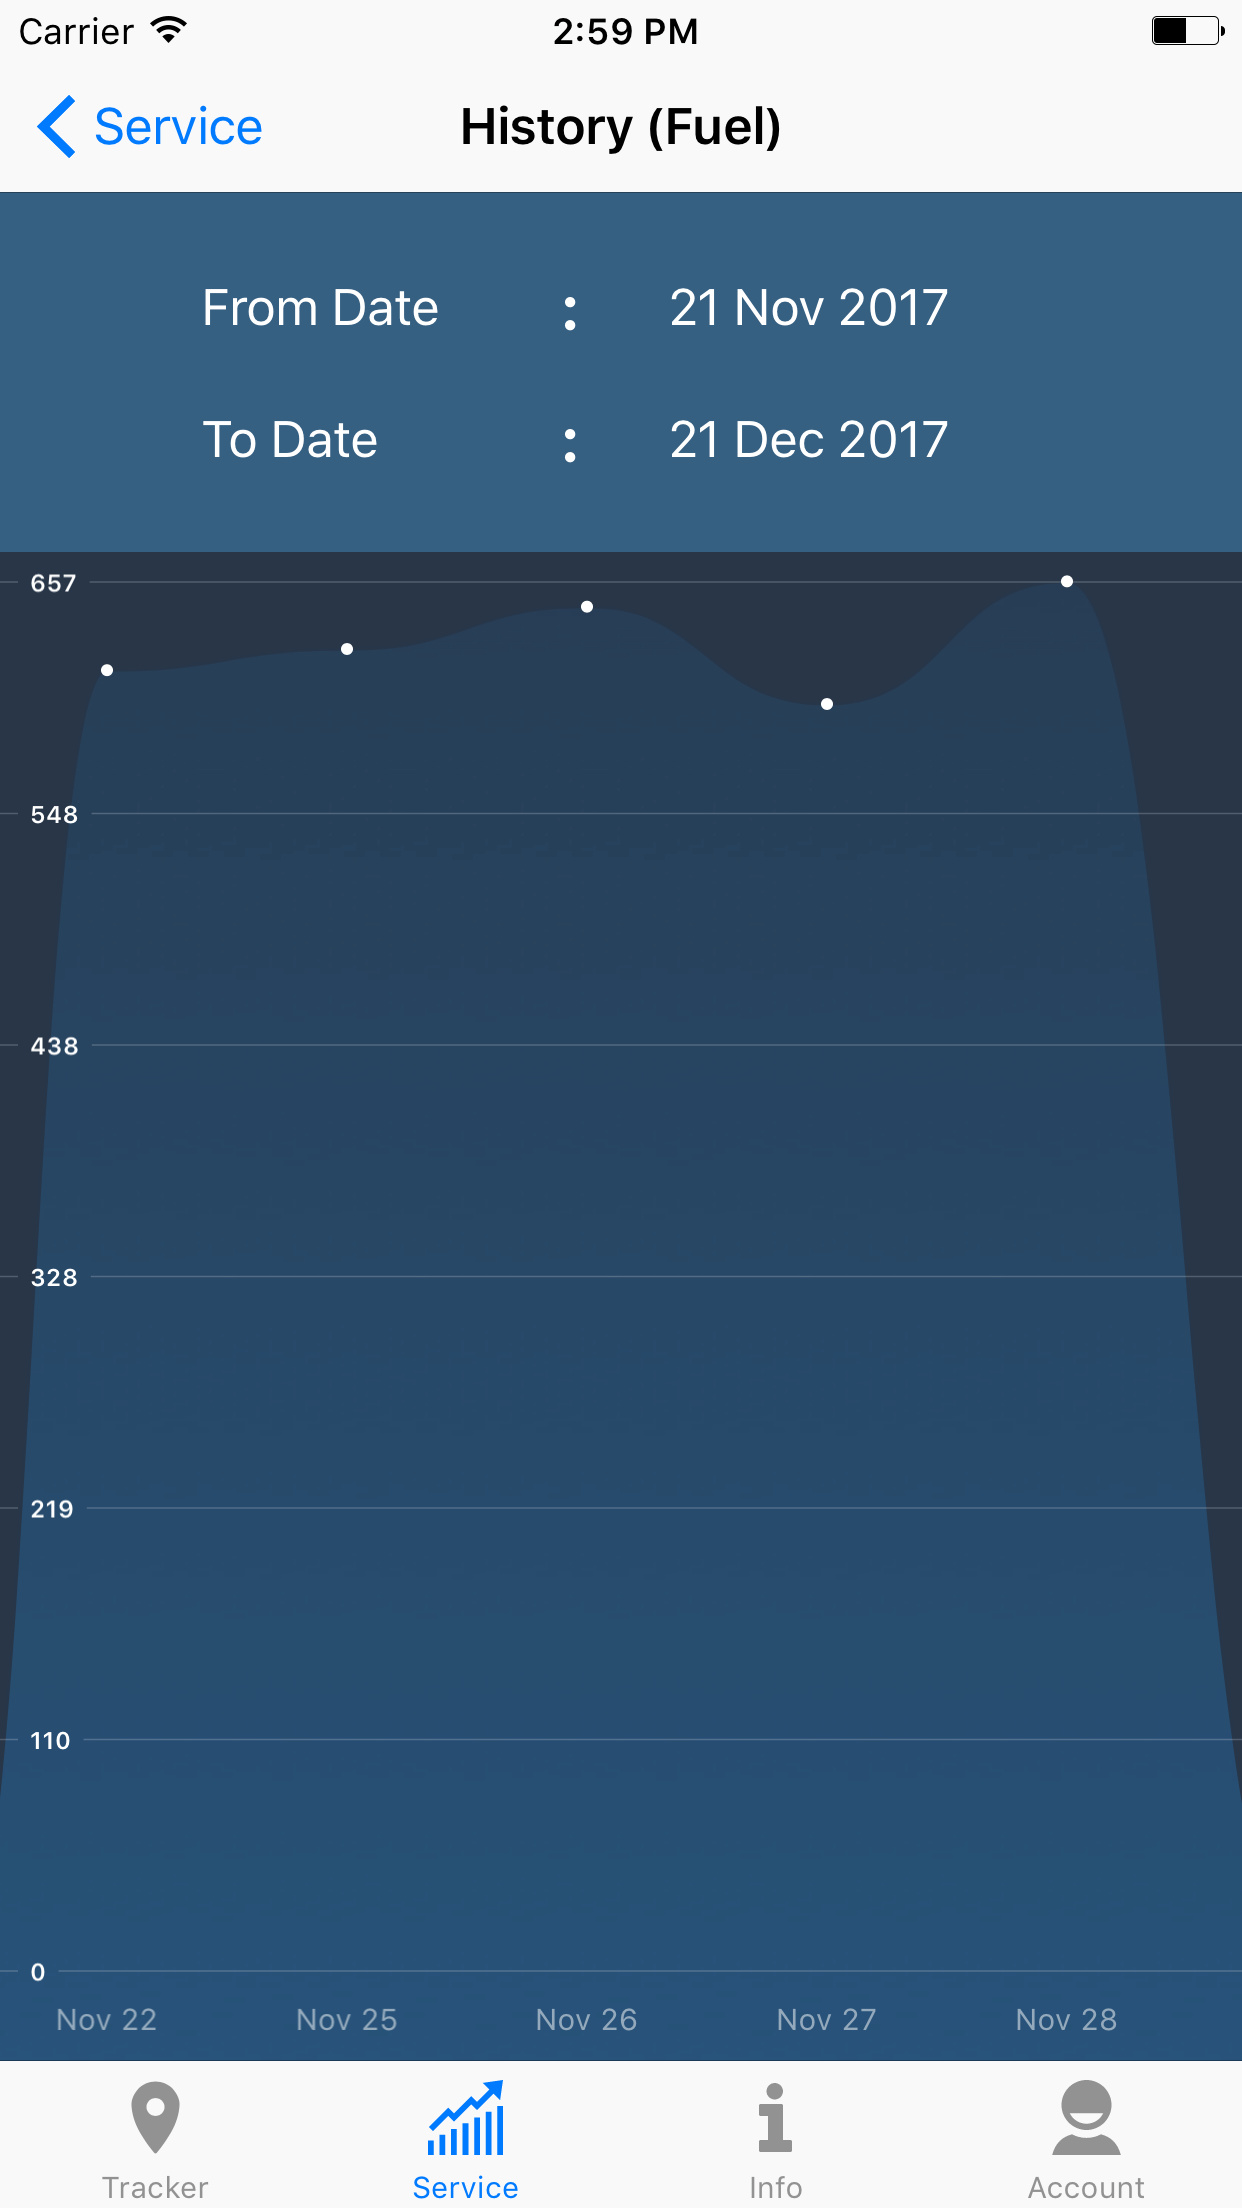 Carrier 2:59 PM
Service History (Fuel)
From Date : 21 Nov 2017
To Date : 21 Dec 2017
657
548
438
328
219
110
0
Nov 22 Nov 25 Nov 26 Nov 27 Nov 28
Tracker Service Info Account